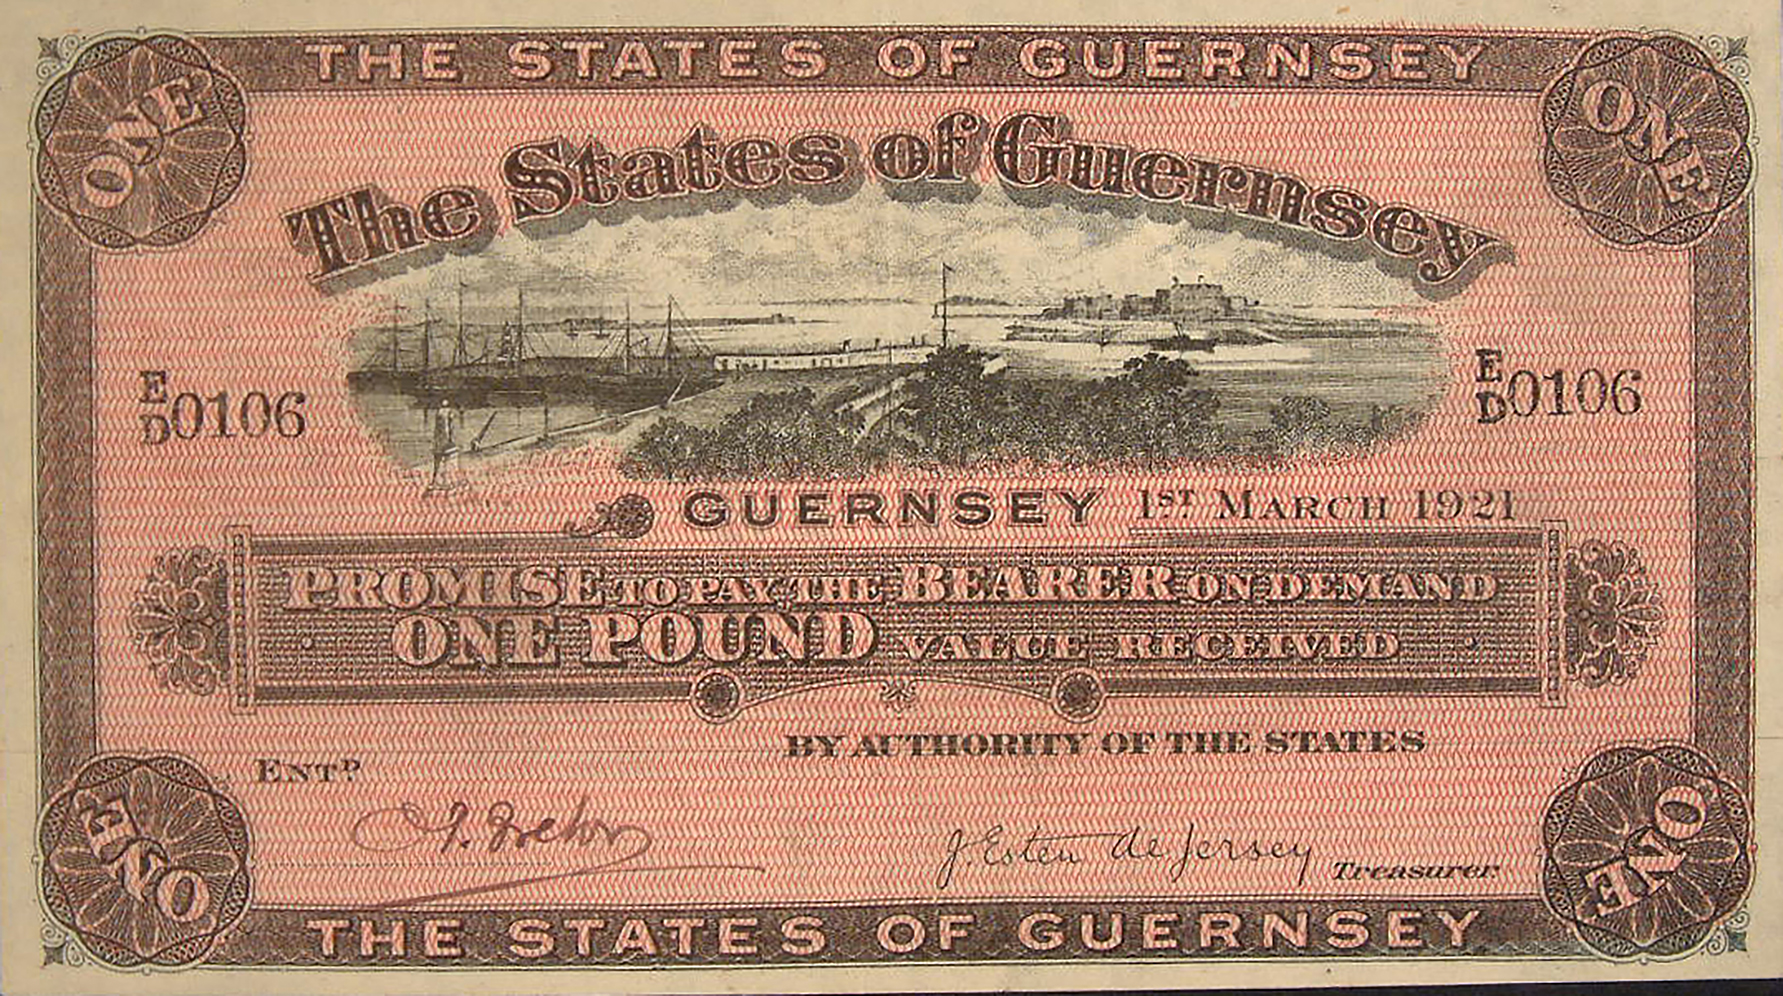 THE STATES OF GUERNSEY
ONE
ONE
The States of Guernsey
E/D0106
E/D0106
GUERNSEY 1ST MARCH 1921
PROMISE TO PAY THE BEARER ON DEMAND
ONE POUND VALUE RECEIVED
BY AUTHORITY OF THE STATES
ENTD
J. Esten de Jersey Treasurer
ONE
ONE
THE STATES OF GUERNSEY